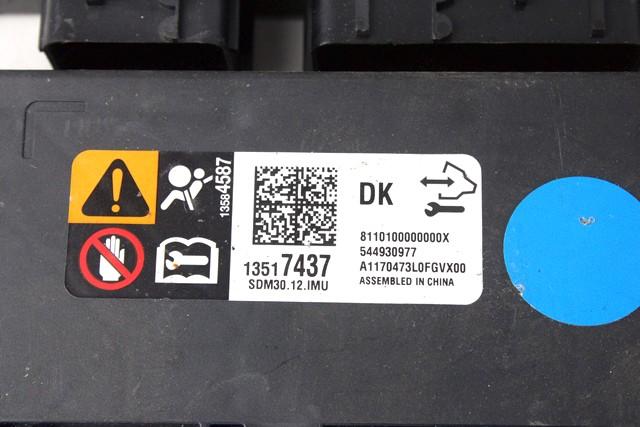 13584587
DK
8110100000000X
544930977
A1170473L0FGVX00
ASSEMBLED IN CHINA
13517437
SDM30.12.IMU